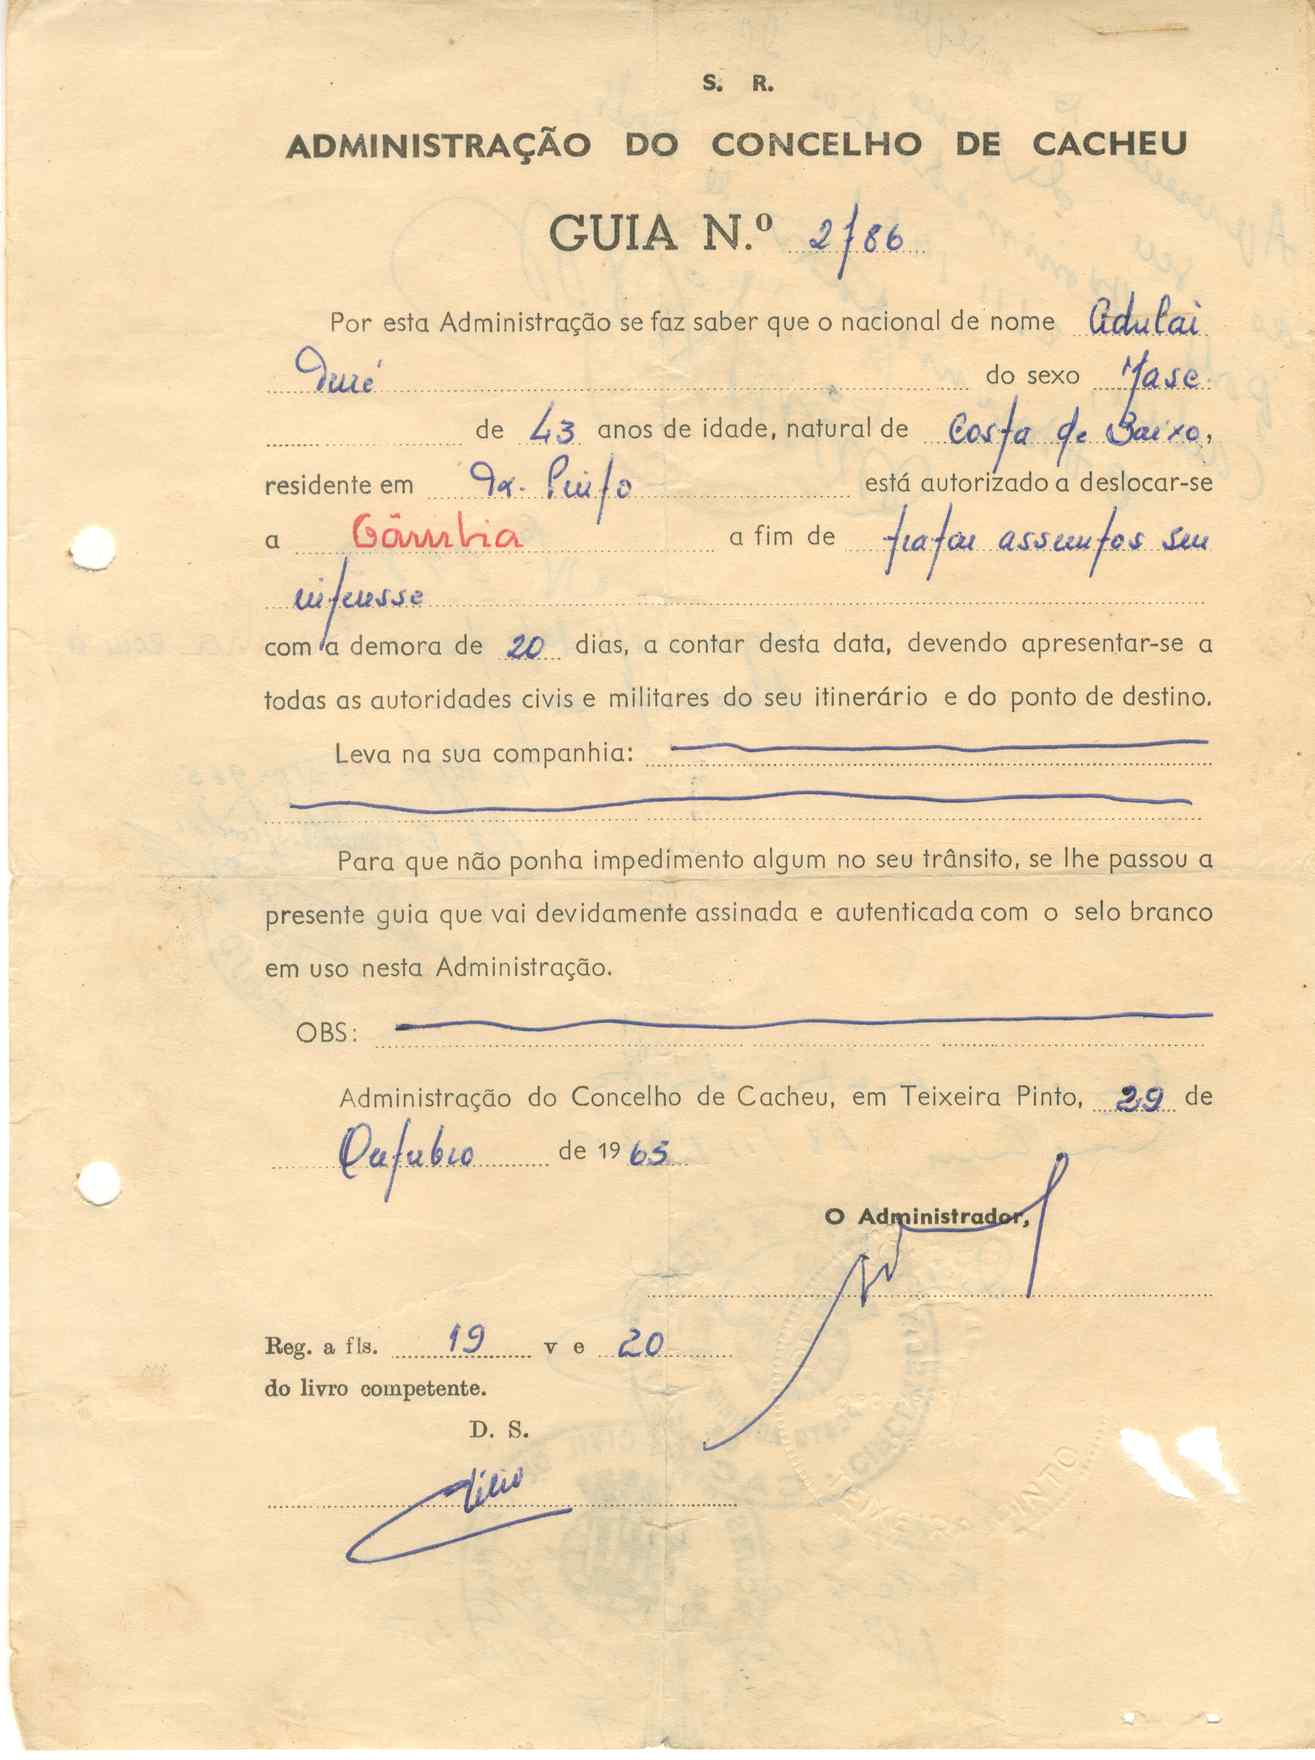 S. R.
ADMINISTRAÇÃO DO CONCELHO DE CACHEU
GUIA N.º 2/86
Por esta Administração se faz saber que o nacional de nome Adulai
Turé do sexo Masc.
de 43 anos de idade, natural de Costa de Baixo,
residente em Tx. Pinto está autorizado a deslocar-se
a Gâmbia a fim de tratar assuntos seu
interesse
com a demora de 20 dias, a contar desta data, devendo apresentar-se a
todas as autoridades civis e militares do seu itinerário e do ponto de destino.
Leva na sua companhia:
Para que não ponha impedimento algum no seu trânsito, se lhe passou a
presente guia que vai devidamente assinada e autenticada com o selo branco
em uso nesta Administração.
OBS:
Administração do Concelho de Cacheu, em Teixeira Pinto, 29 de
Outubro de 1965
O Administrador,
Reg. a fls. 19 v e 20
do livro competente.
D. S.
TEIXEIRA PINTO